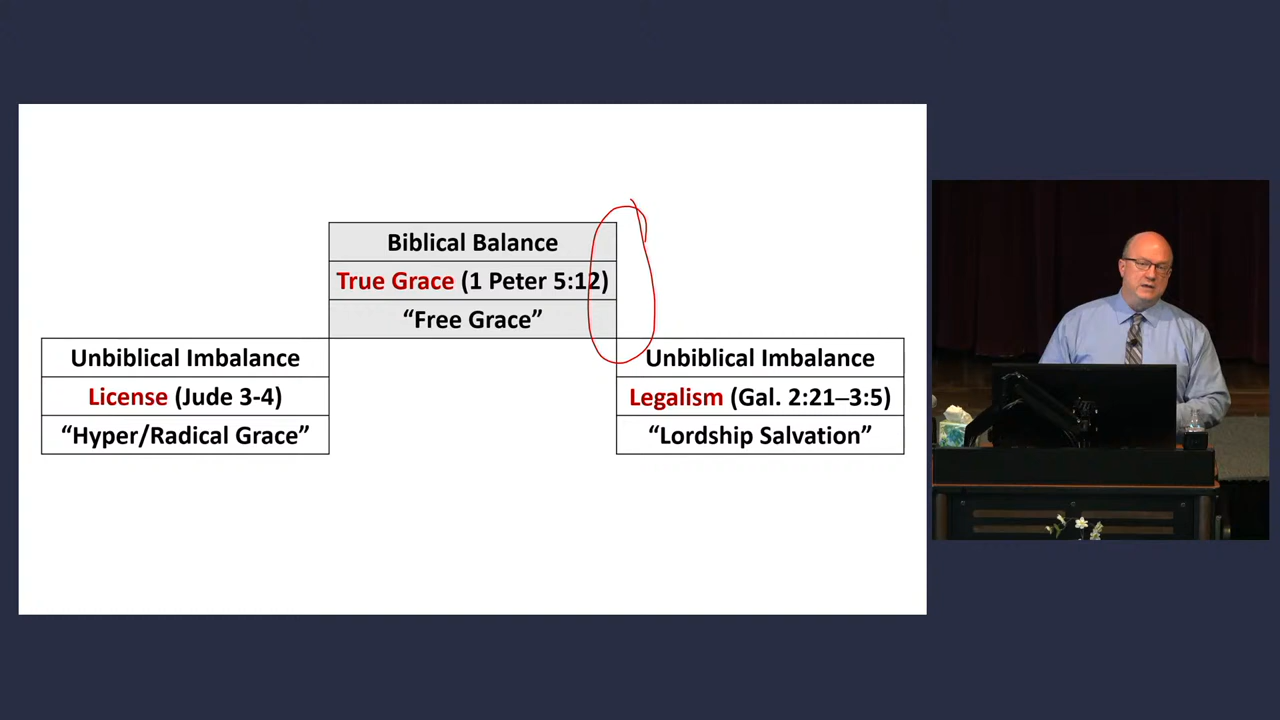 Biblical Balance
True Grace (1 Peter 5:12)
“Free Grace”
Unbiblical Imbalance
License (Jude 3-4)
“Hyper/Radical Grace”
Unbiblical Imbalance
Legalism (Gal. 2:21–3:5)
“Lordship Salvation”